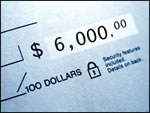 $ 6,000.00
/100 DOLLARS
Security features
included.
Details on back.